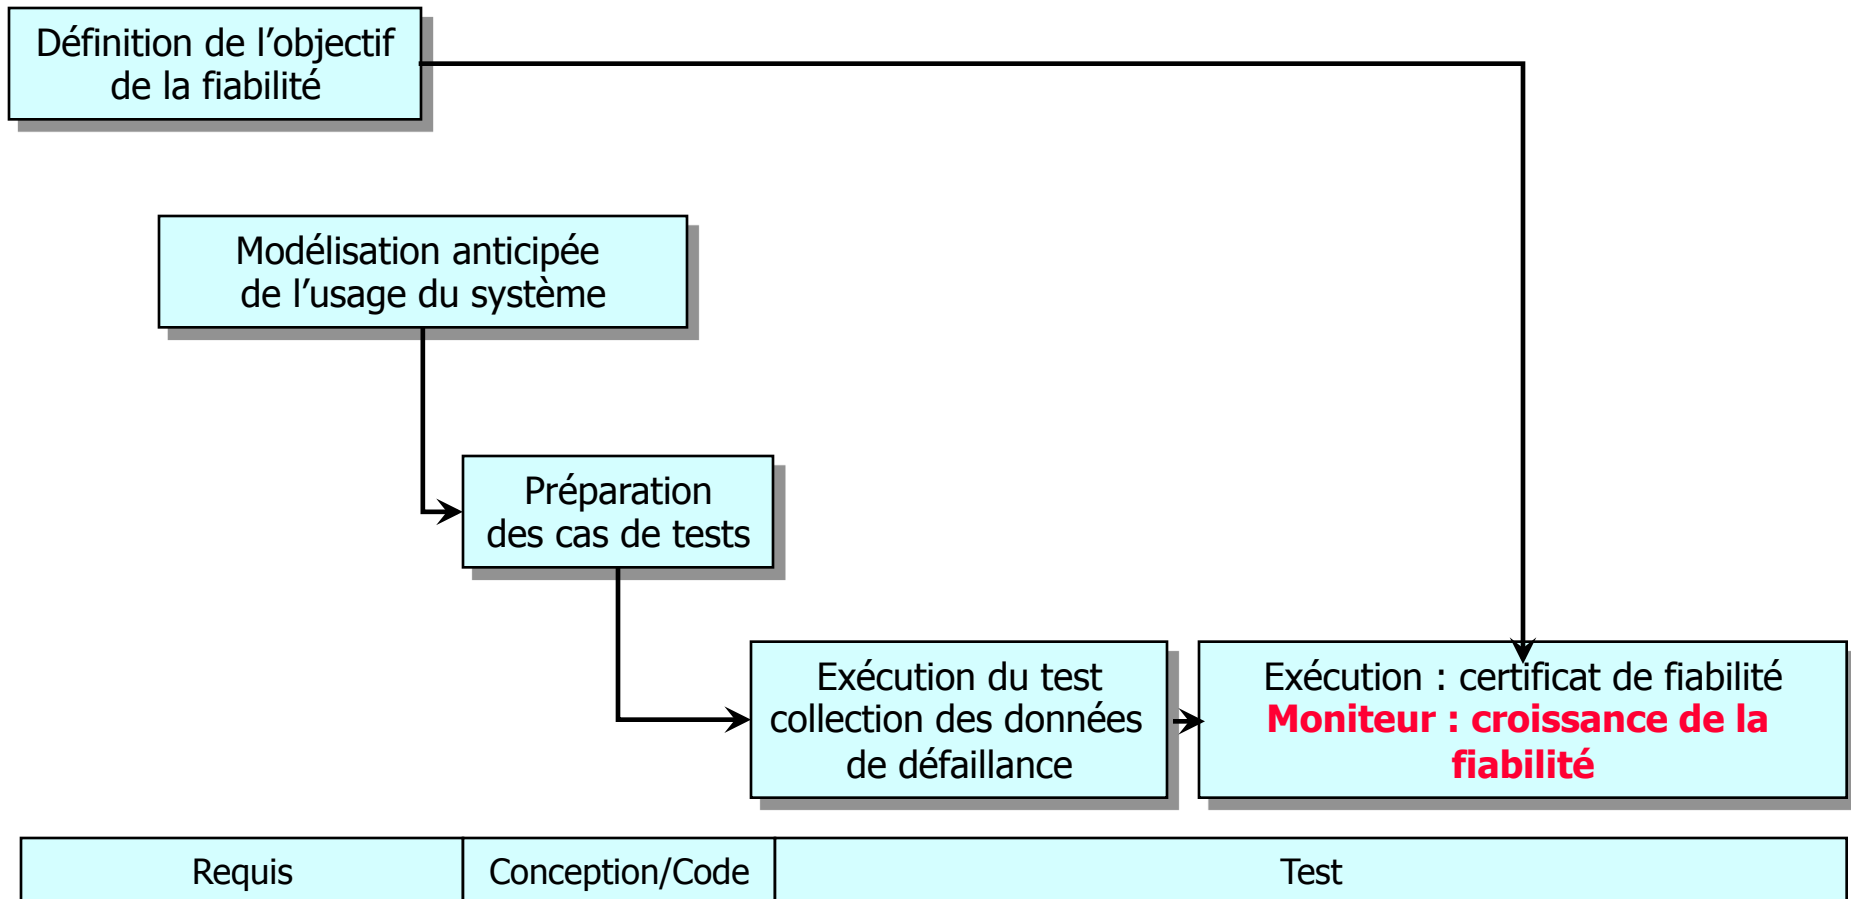 Définition de l’objectif
de la fiabilité
Modélisation anticipée
de l’usage du système
Préparation
des cas de tests
Exécution du test
collection des données
de défaillance
Exécution : certificat de fiabilité
Moniteur : croissance de la
fiabilité
Requis
Conception/Code
Test